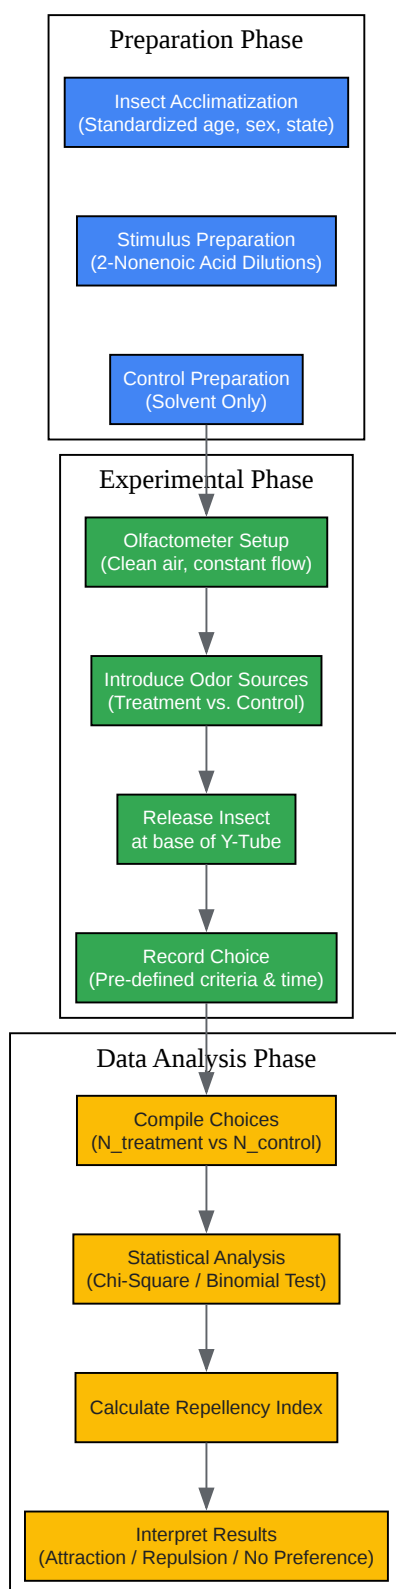 Preparation Phase
Insect Acclimatization
(Standardized age, sex, state)
Stimulus Preparation
(2-Nonenoic Acid Dilutions)
Control Preparation
(Solvent Only)
Experimental Phase
Olfactometer Setup
(Clean air, constant flow)
Introduce Odor Sources
(Treatment vs. Control)
Release Insect
at base of Y-Tube
Record Choice
(Pre-defined criteria & time)
Data Analysis Phase
Compile Choices
(N_treatment vs N_control)
Statistical Analysis
(Chi-Square / Binomial Test)
Calculate Repellency Index
Interpret Results
(Attraction / Repulsion / No Preference)